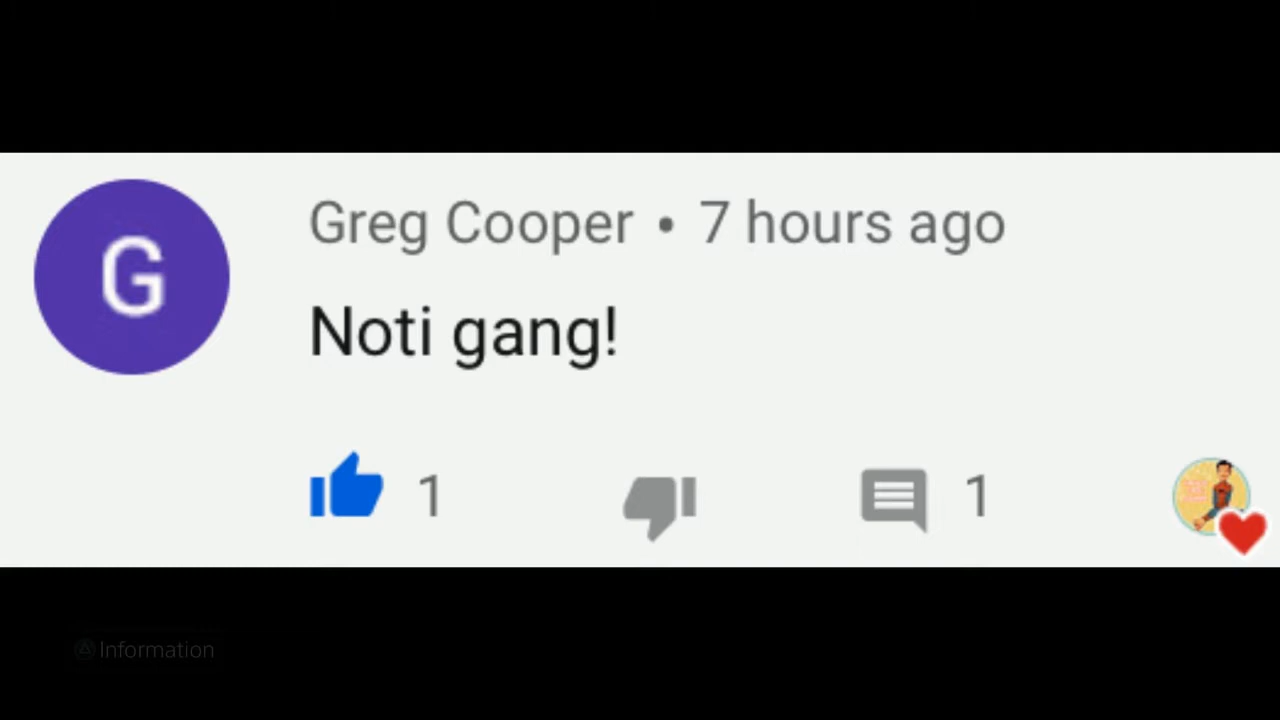 G
Greg Cooper • 7 hours ago
Noti gang!
1
1
Information